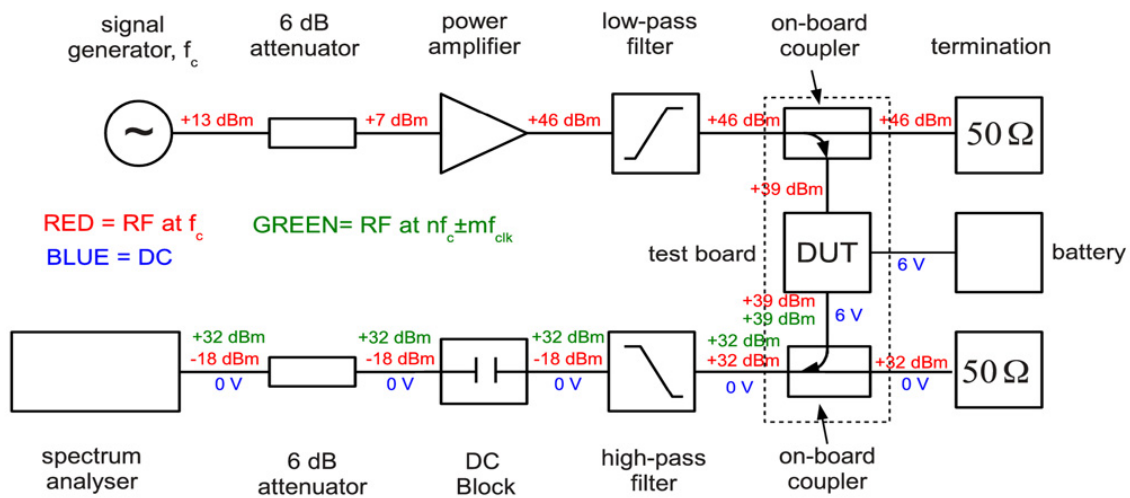 signal
generator, fc
6 dB
attenuator
power
amplifier
low-pass
filter
on-board
coupler
termination
~
+13 dBm
+7 dBm
+46 dBm
+46 dBm
+46 dBm
50 Ω
+39 dBm
RED = RF at fc
GREEN= RF at nfc±mfclk
BLUE = DC
test board
DUT
6 V
battery
+39 dBm
+39 dBm
6 V
+32 dBm
-18 dBm
0 V
+32 dBm
-18 dBm
0 V
+32 dBm
-18 dBm
0 V
+32 dBm
+32 dBm
0 V
+32 dBm
0 V
50 Ω
spectrum
analyser
6 dB
attenuator
DC
Block
high-pass
filter
on-board
coupler